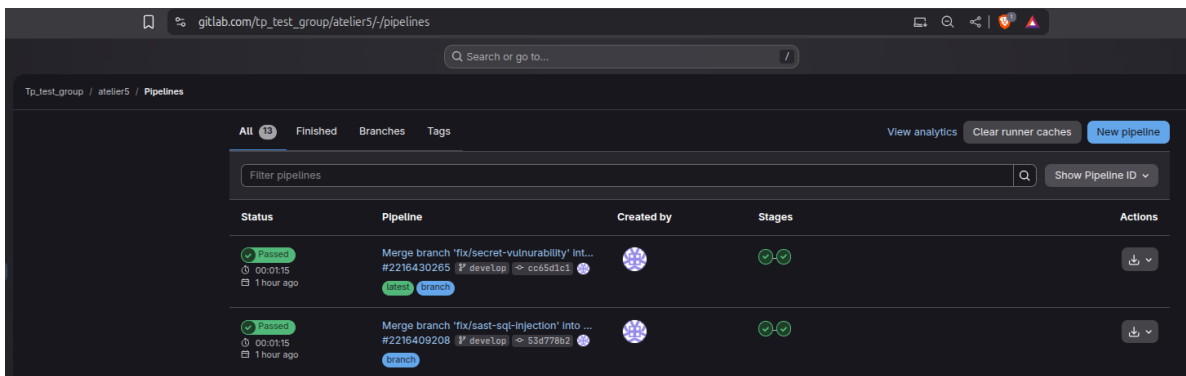 gitlab.com/tp_test_group/atelier5/-/pipelines
1
Search or go to...
/
Tp_test_group / atelier5 / Pipelines
All 13 Finished Branches Tags
View analytics Clear runner caches New pipeline
Filter pipelines
Show Pipeline ID
Status Pipeline Created by Stages Actions
Passed Merge branch 'fix/secret-vulnurability' int...
00:01:15 #2216430265 develop cc65d1c1
1 hour ago latest branch
Passed Merge branch 'fix/sast-sql-injection' into ...
00:01:15 #2216409208 develop 53d778b2
1 hour ago branch